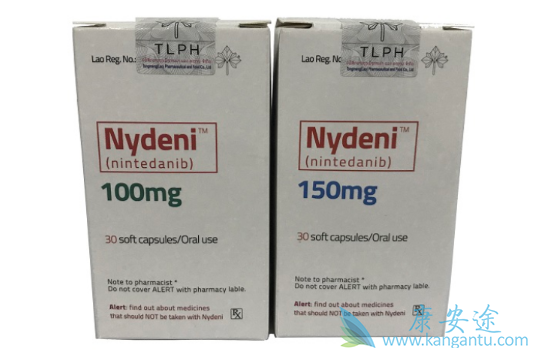 TLPH
Lao Reg. No.:
Nydeni™
(nintedanib)
100mg
30 soft capsules/Oral use
Note to pharmacist *
Do not cover ALERT with pharmacy lable.
Alert: find out about medicines
that should NOT be taken with Nydeni
Rx
TLPH
Lao Reg. No
Nydeni™
(nintedanib)
150mg
30 soft capsules/Oral use
Note to pharmacist *
Do not cover ALERT with pharmacy lable.
Alert: find out about medicines
that should NOT be taken with Nydeni
Rx
康安途
www.kangantu.com